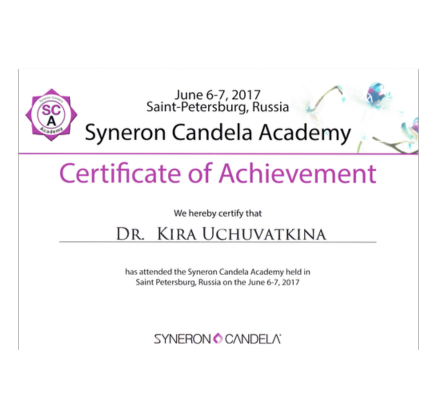 SC
A
Academy
June 6-7, 2017
Saint-Petersburg, Russia
Syneron Candela Academy
Certificate of Achievement
We hereby certify that
DR. KIRA UCHUVATKINA
has attended the Syneron Candela Academy held in
Saint Petersburg, Russia on the June 6-7, 2017
SYNERON CANDELA